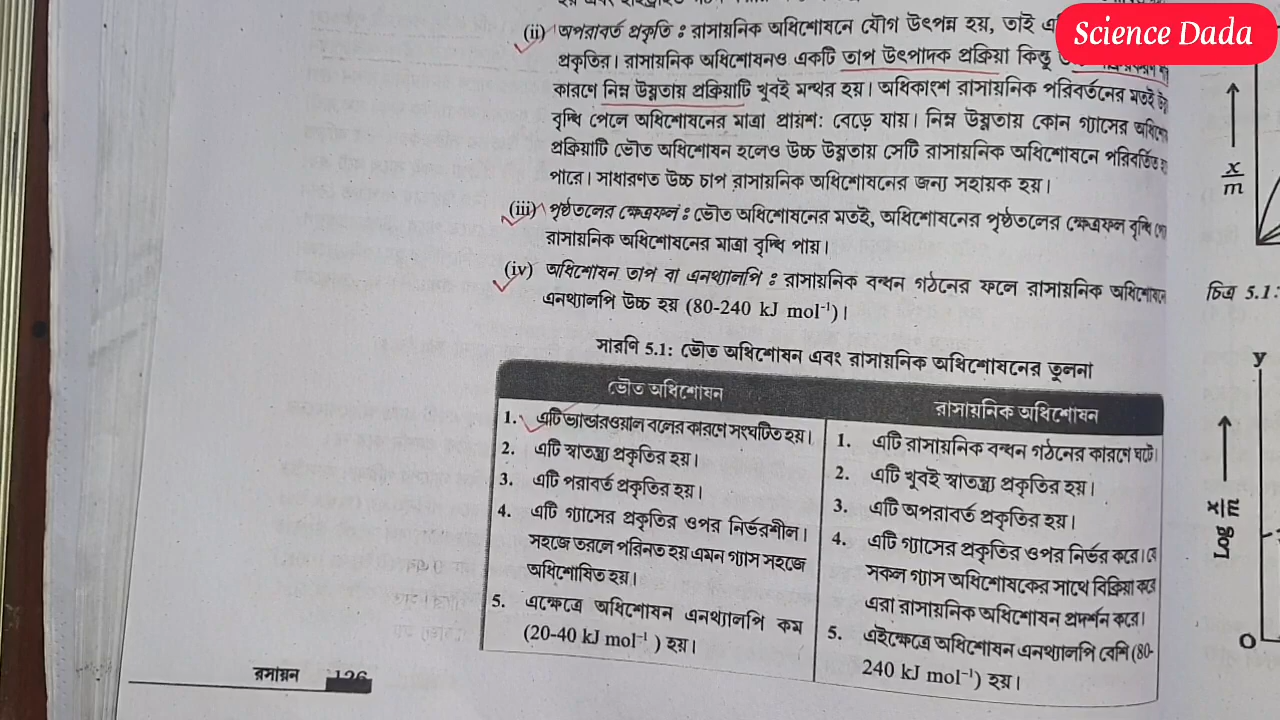 Science Dada
(ii) অপরাবর্ত প্রকৃতি : রাসায়নিক অধিশোষনে যৌগ উৎপন্ন হয়, তাই
প্রকৃতির। রাসায়নিক অধিশোষনও একটি তাপ উৎপাদক প্রক্রিয়া কিন্তু
কারণে নিম্ন উষ্ণতায় প্রক্রিয়াটি খুবই মন্থর হয়। অধিকাংশ রাসায়নিক পরিবর্তনের মতই
বৃদ্ধি পেলে অধিশোষনের মাত্রা প্রায়শ: বেড়ে যায়। নিম্ন উষ্ণতায় কোন গ্যাসের
প্রক্রিয়াটি ভৌত অধিশোষন হলেও উচ্চ উষ্ণতায় সেটি রাসায়নিক অধিশোষনে পরিবর্তিত
পারে। সাধারণত উচ্চ চাপ রাসায়নিক অধিশোষনের জন্য সহায়ক হয়।
(iii) পৃষ্ঠতলের ক্ষেত্রফল : ভৌত অধিশোষনের মতই, অধিশোষনের পৃষ্ঠতলের ক্ষেত্রফল বৃদ্ধি
রাসায়নিক অধিশোষনের মাত্রা বৃদ্ধি পায়।
(iv) অধিশোষন তাপ বা এনথ্যালপি : রাসায়নিক বন্ধন গঠনের ফলে রাসায়নিক
এনথ্যালপি উচ্চ হয় (80-240 kJ mol⁻¹)।
সারণি 5.1: ভৌত অধিশোষন এবং রাসায়নিক অধিশোষনের তুলনা
ভৌত অধিশোষন
1. এটি ভ্যান্ডারওয়াল বলের কারণে সংঘটিত হয়।
2. এটি স্বাতন্ত্র্য প্রকৃতির হয়।
3. এটি পরাবর্ত প্রকৃতির হয়।
4. এটি গ্যাসের প্রকৃতির ওপর নির্ভরশীল।
সহজে তরলে পরিনত হয় এমন গ্যাস সহজে
অধিশোষিত হয়।
5. এক্ষেত্রে অধিশোষন এনথ্যালপি কম
(20-40 kJ mol⁻¹ ) হয়।
রাসায়নিক অধিশোষন
1. এটি রাসায়নিক বন্ধন গঠনের কারণে ঘটে।
2. এটি খুবই স্বাতন্ত্র্য প্রকৃতির হয়।
3. এটি অপরাবর্ত প্রকৃতির হয়।
4. এটি গ্যাসের প্রকৃতির ওপর নির্ভর করে। যে
সকল গ্যাস অধিশোষকের সাথে বিক্রিয়া করে
এরা রাসায়নিক অধিশোষন প্রদর্শন করে।
5. এইক্ষেত্রে অধিশোষন এনথ্যালপি বেশি (80-
240 kJ mol⁻¹) হয়।
রসায়ন 126
x/m
চিত্র 5.1:
y
log x/m
O